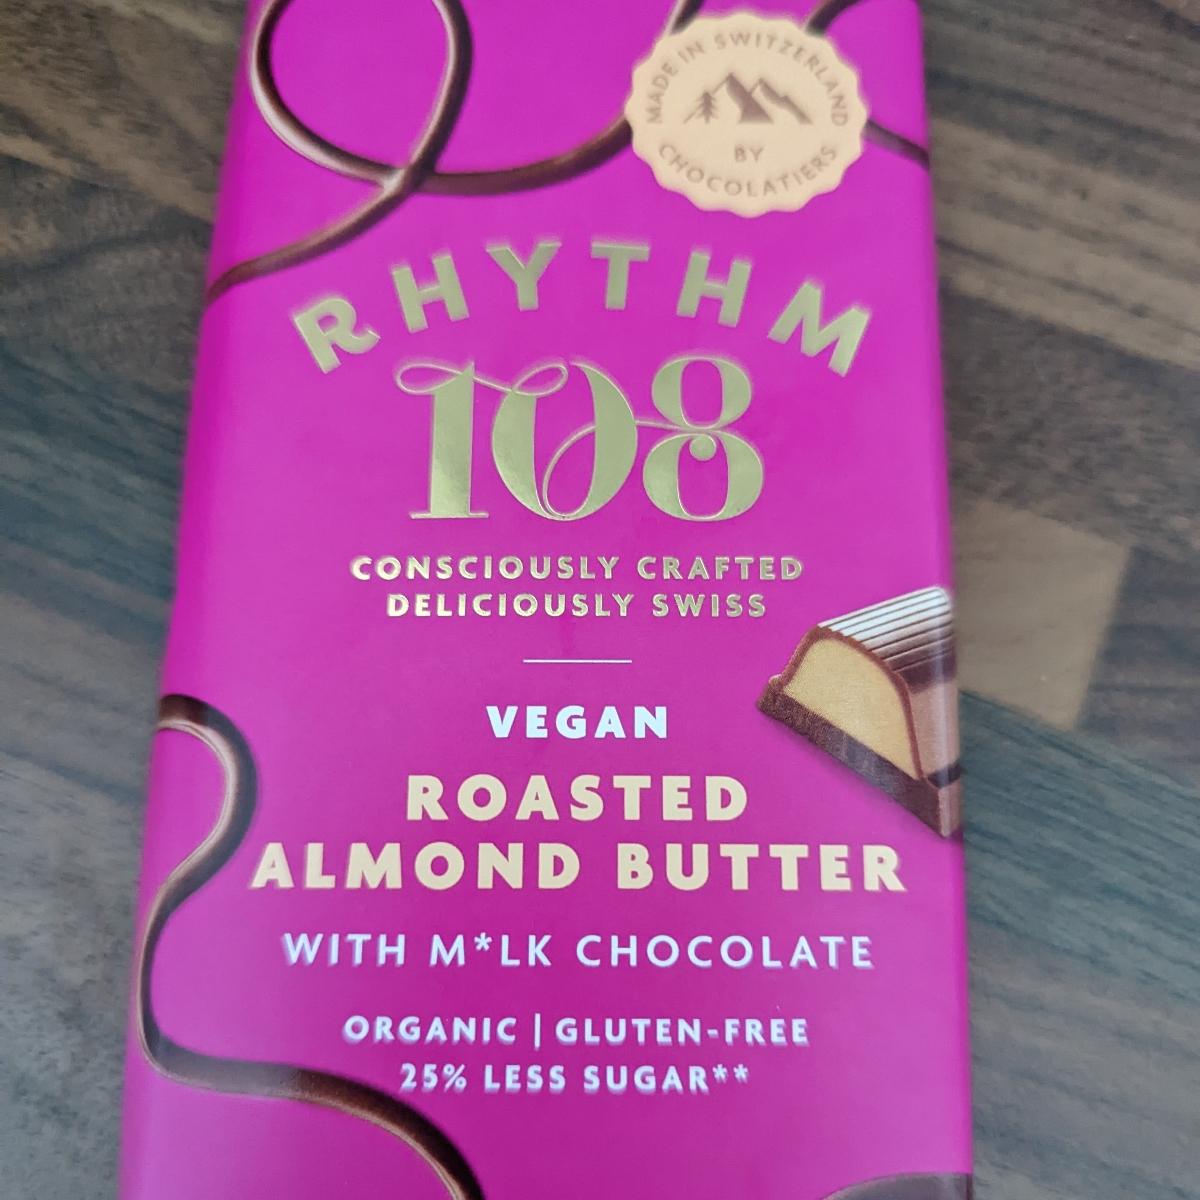 MADE IN SWITZERLAND
BY
CHOCOLATIERS
RHYTHM
108
CONSCIOUSLY CRAFTED
DELICIOUSLY SWISS
VEGAN
ROASTED
ALMOND BUTTER
WITH M*LK CHOCOLATE
ORGANIC | GLUTEN-FREE
25% LESS SUGAR**